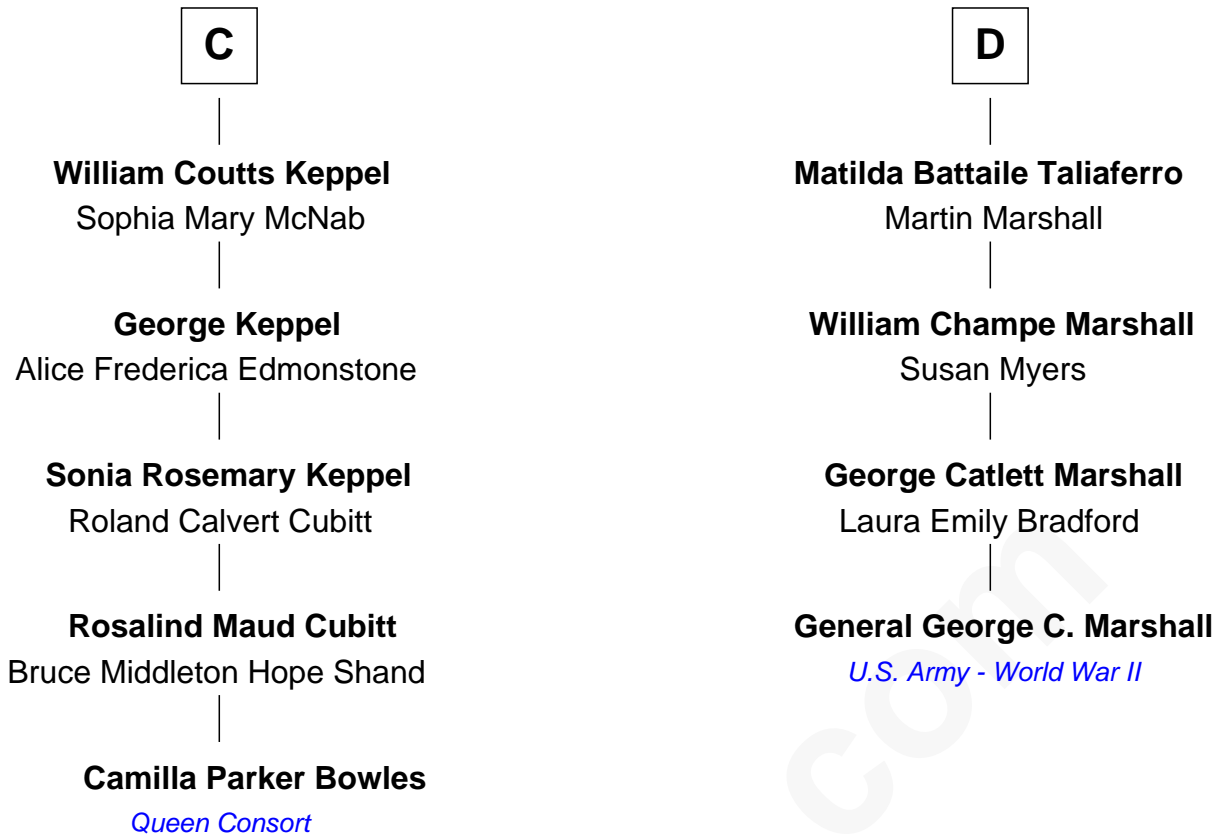 C
William Coutts Keppel
Sophia Mary McNab
George Keppel
Alice Frederica Edmonstone
Sonia Rosemary Keppel
Roland Calvert Cubitt
Rosalind Maud Cubitt
Bruce Middleton Hope Shand
Camilla Parker Bowles
Queen Consort
D
Matilda Battaile Taliaferro
Martin Marshall
William Champe Marshall
Susan Myers
George Catlett Marshall
Laura Emily Bradford
General George C. Marshall
U.S. Army - World War II
com